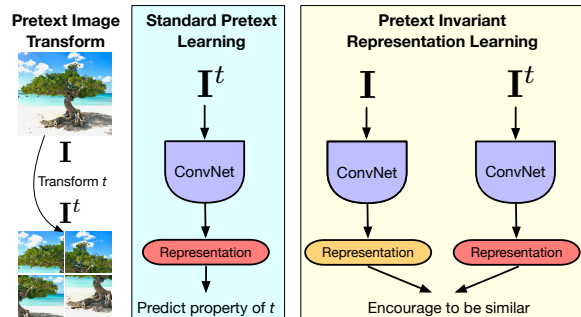 Pretext Image
Transform
I
Transform t
I^t
Standard Pretext
Learning
I^t
ConvNet
Representation
Predict property of t
Pretext Invariant
Representation Learning
I
I^t
ConvNet
ConvNet
Representation
Representation
Encourage to be similar